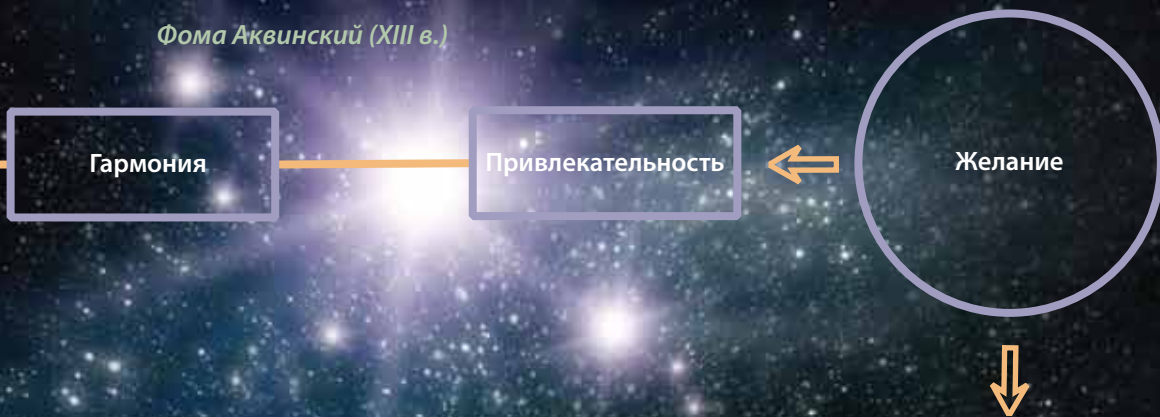 Фома Аквинский (XIII в.)
Гармония
Привлекательность
Желание